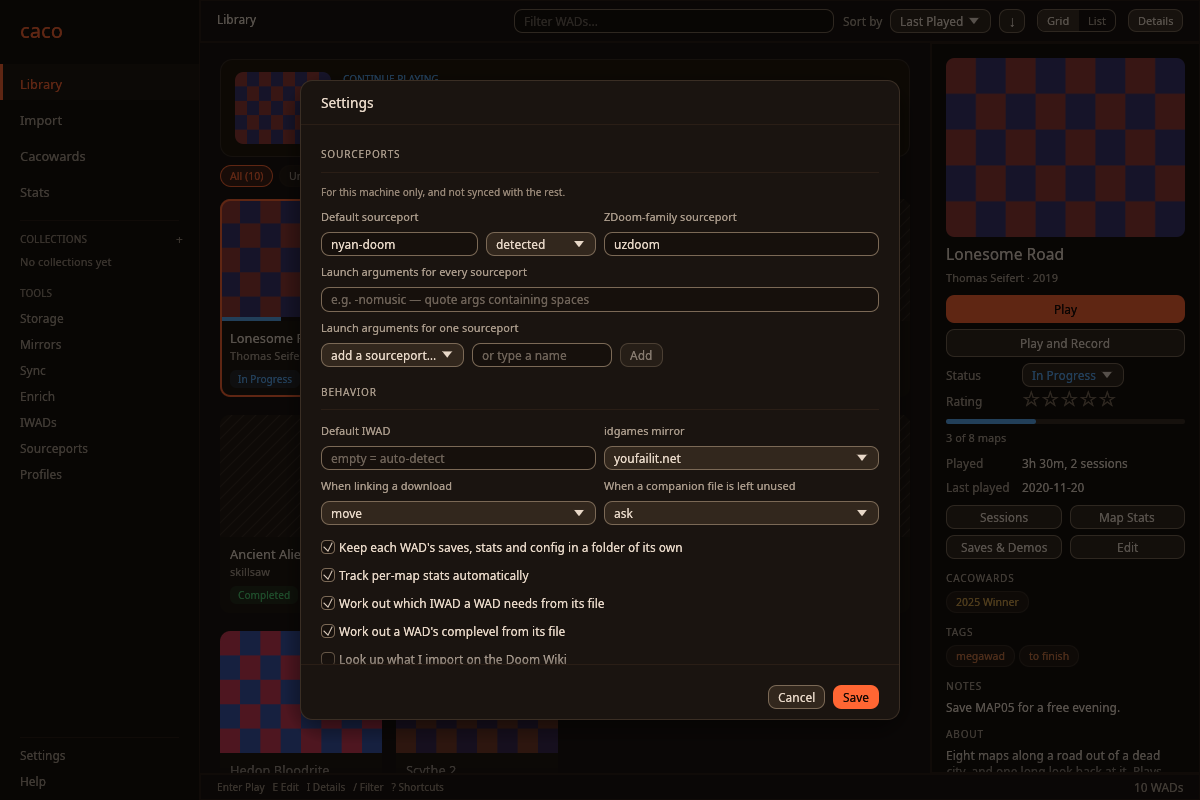 caco
Library
Import
Cacowards
Stats
COLLECTIONS +
No collections yet
TOOLS
Storage
Mirrors
Sync
Enrich
IWADs
Sourceports
Profiles
Settings
Help
Library
Filter WADs...
Sort by
Last Played
↓
Grid
List
Details
CONTINUE PLAYING
All (10)
Lonesome
Thomas Seife
In Progress
Ancient Alie
skillsaw
Completed
Hedon Bloodrite
Scythe 2
Settings
SOURCEPORTS
For this machine only, and not synced with the rest.
Default sourceport
ZDoom-family sourceport
nyan-doom
detected
uzdoom
Launch arguments for every sourceport
e.g. -nomusic — quote args containing spaces
Launch arguments for one sourceport
add a sourceport...
or type a name
Add
BEHAVIOR
Default IWAD
idgames mirror
empty = auto-detect
youfailit.net
When linking a download
When a companion file is left unused
move
ask
Keep each WAD's saves, stats and config in a folder of its own
Track per-map stats automatically
Work out which IWAD a WAD needs from its file
Work out a WAD's complevel from its file
Look up what I import on the Doom Wiki
Cancel
Save
Lonesome Road
Thomas Seifert · 2019
Play
Play and Record
Status
In Progress
Rating
3 of 8 maps
Played 3h 30m, 2 sessions
Last played 2020-11-20
Sessions
Map Stats
Saves & Demos
Edit
CACOWARDS
2025 Winner
TAGS
megawad
to finish
NOTES
Save MAP05 for a free evening.
ABOUT
Eight maps along a road out of a dead
city, and one long look back at it. Plays
Enter Play E Edit I Details / Filter ? Shortcuts
10 WADs